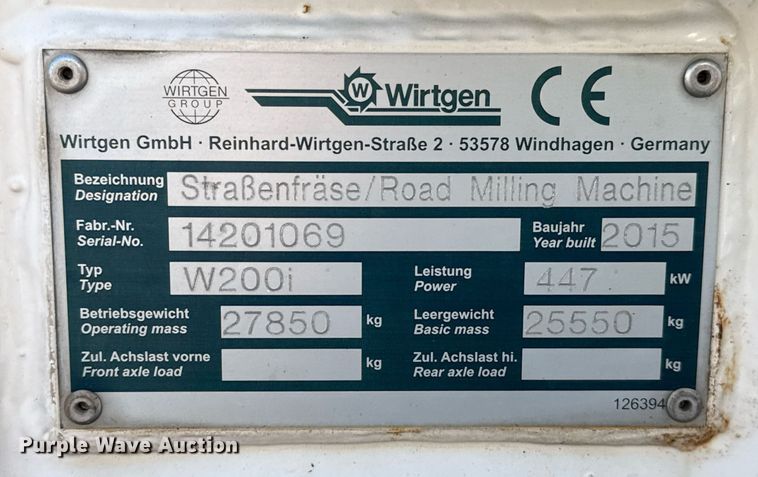 WIRTGEN
GROUP
W Wirtgen CE
Wirtgen GmbH · Reinhard-Wirtgen-Straße 2 · 53578 Windhagen · Germany
Bezeichnung Straßenfräse/Road Milling Machine
Designation
Fabr.-Nr. 14201069 Baujahr 2015
Serial-No. Year built
Typ W200i Leistung 447 kW
Type Power
Betriebsgewicht 27850 kg Leergewicht 25550 kg
Operating mass Basic mass
Zul. Achslast vorne kg Zul. Achslast hi. kg
Front axle load Rear axle load
126394
Purple Wave Auction